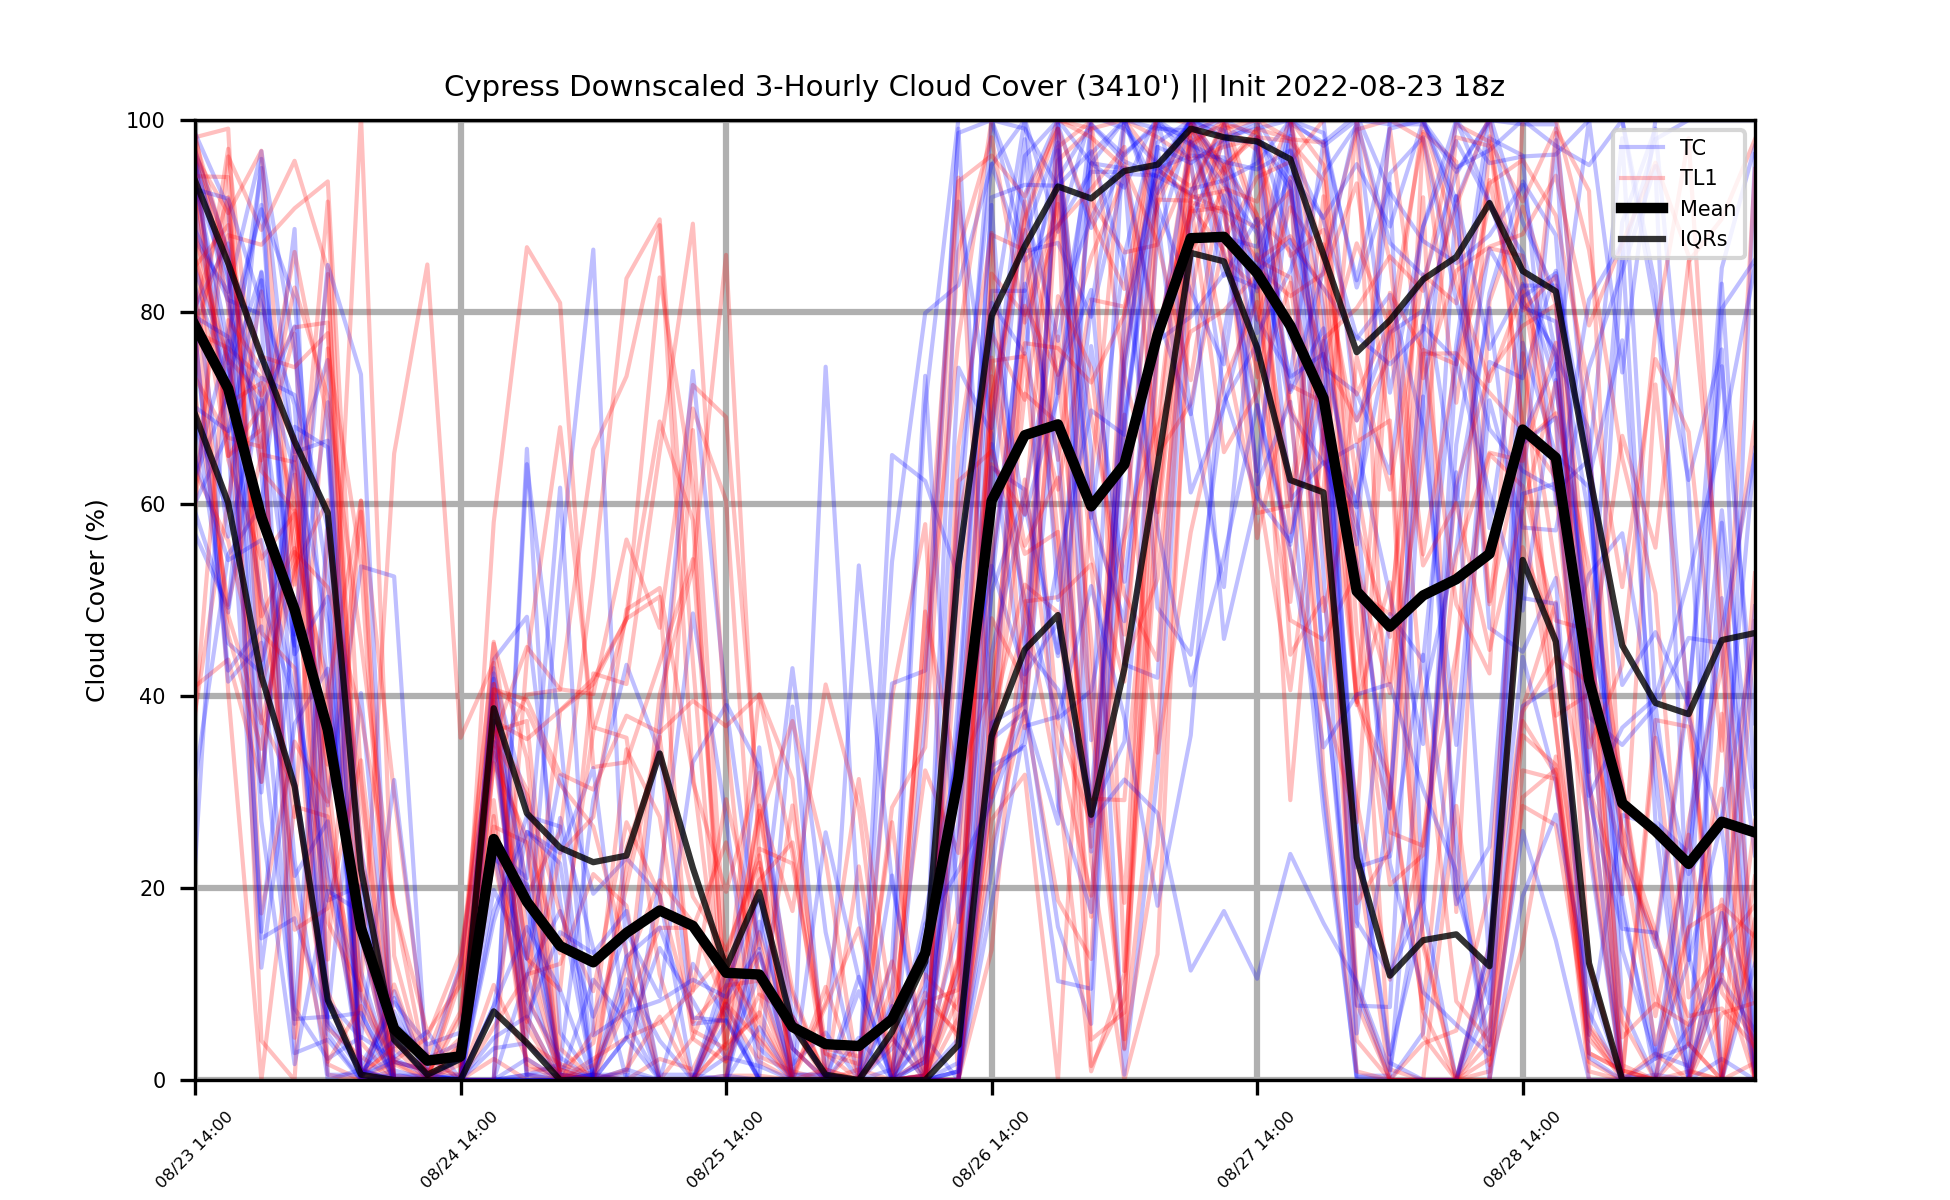 Cypress Downscaled 3-Hourly Cloud Cover (3410') || Init 2022-08-23 18z
100
80
60
40
20
0
Cloud Cover (%)
TC
TL1
Mean
IQRs
08/23 14:00
08/24 14:00
08/25 14:00
08/26 14:00
08/27 14:00
08/28 14:00